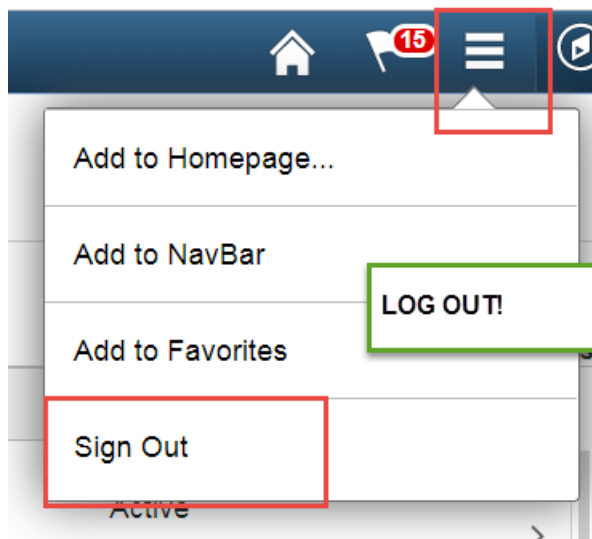 15
Add to Homepage...
Add to NavBar
LOG OUT!
Add to Favorites
Sign Out
Active